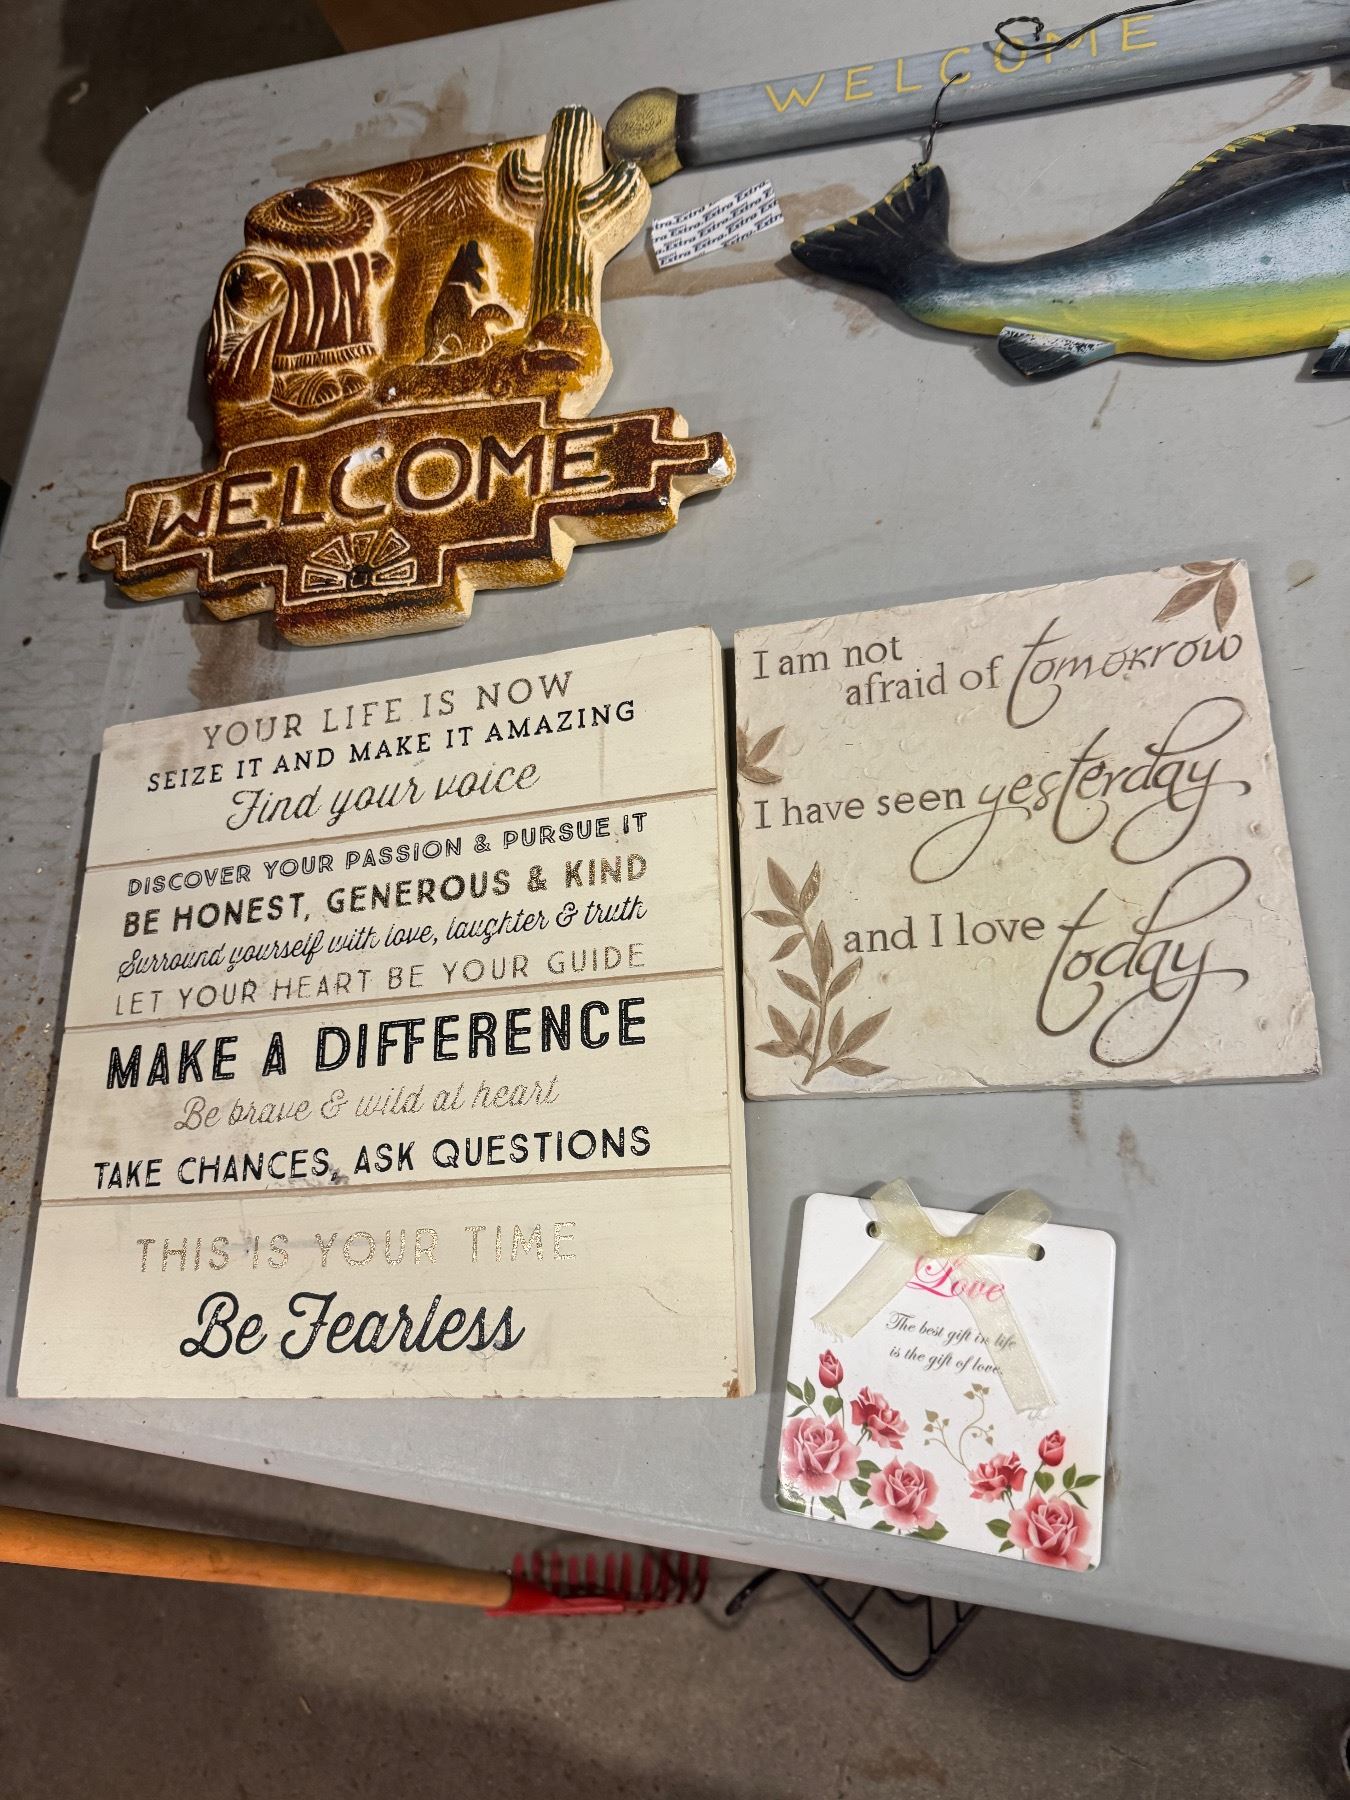 WELCOME
Extra Extra Extra
WELCOME
YOUR LIFE IS NOW
SEIZE IT AND MAKE IT AMAZING
Find your voice
DISCOVER YOUR PASSION & PURSUE IT
BE HONEST, GENEROUS & KIND
Surround yourself with love, laughter & truth
LET YOUR HEART BE YOUR GUIDE
MAKE A DIFFERENCE
Be brave & wild at heart
TAKE CHANCES, ASK QUESTIONS
THIS IS YOUR TIME
Be Fearless
I am not
afraid of tomorrow
I have seen yesterday
and I love today
Love
The best gift in life
is the gift of love.